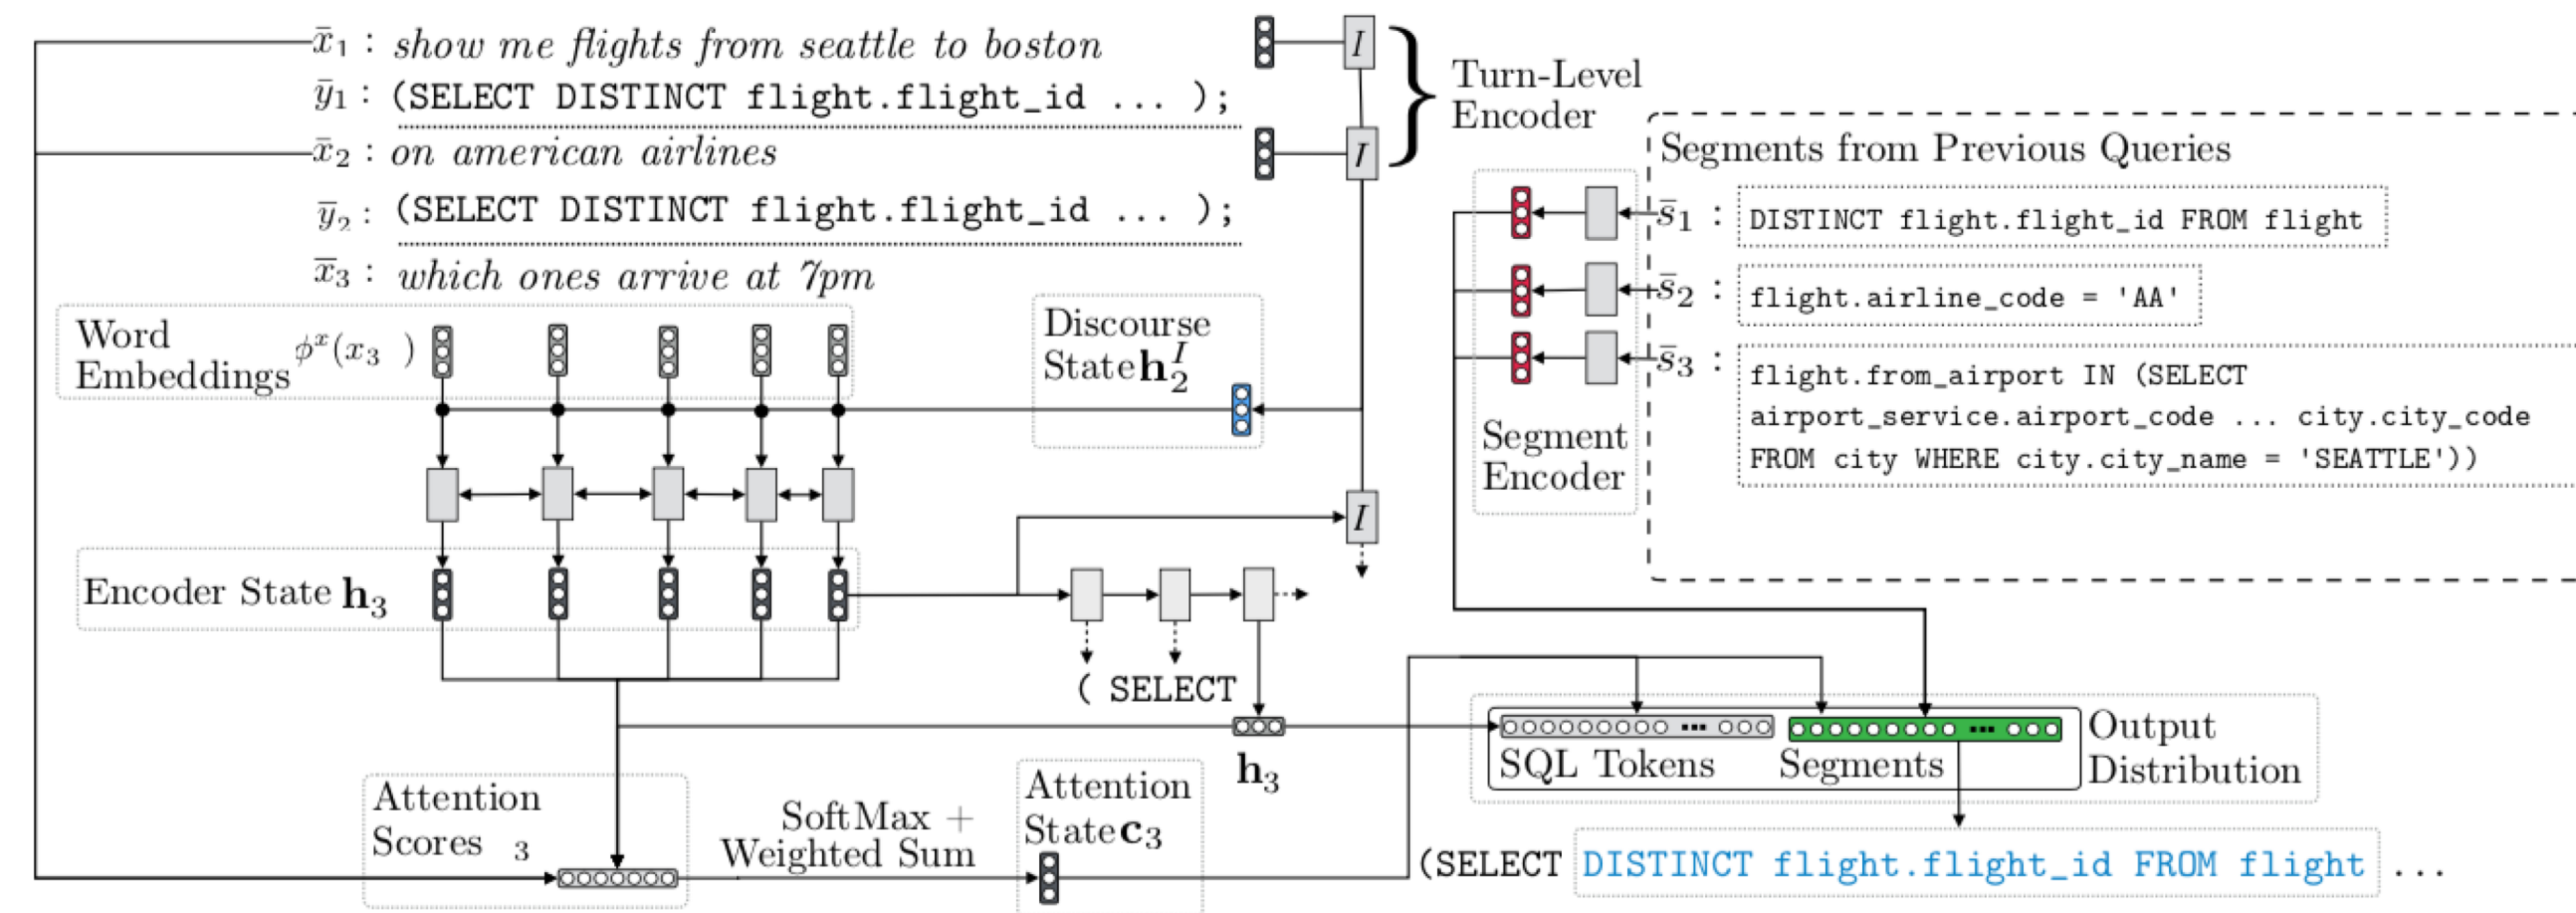 x̄₁ : show me flights from seattle to boston
ȳ₁ : (SELECT DISTINCT flight.flight_id ... );
x̄₂ : on american airlines
ȳ₂ : (SELECT DISTINCT flight.flight_id ... );
x̄₃ : which ones arrive at 7pm
I
I
Turn-Level
Encoder
Segments from Previous Queries
s̄₁ : DISTINCT flight.flight_id FROM flight
s̄₂ : flight.airline_code = 'AA'
s̄₃ : flight.from_airport IN (SELECT
airport_service.airport_code ... city.city_code
FROM city WHERE city.city_name = 'SEATTLE'))
Segment
Encoder
Word
Embeddings ϕˣ(x₃ )
Discourse
State h₂ᴵ
I
Encoder State h₃
( SELECT
h₃
SQL Tokens ...
Segments ...
Output
Distribution
Attention
Scores ₃
SoftMax +
Weighted Sum
Attention
State c₃
(SELECT DISTINCT flight.flight_id FROM flight ...